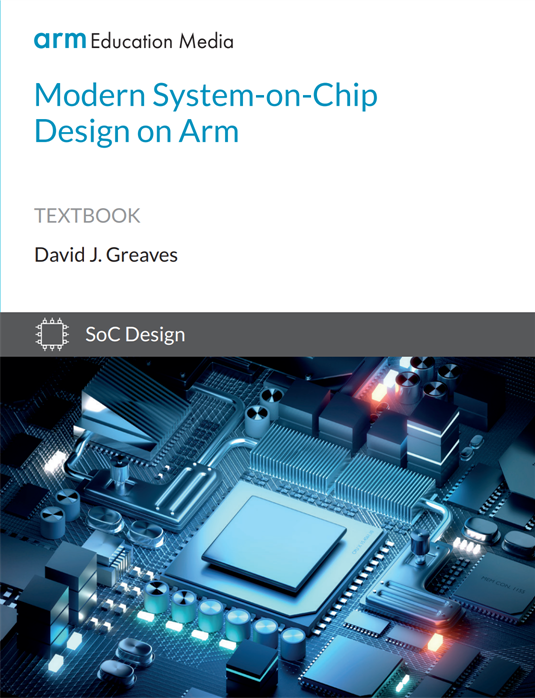 arm Education Media
Modern System-on-Chip
Design on Arm
TEXTBOOK
David J. Greaves
SoC Design